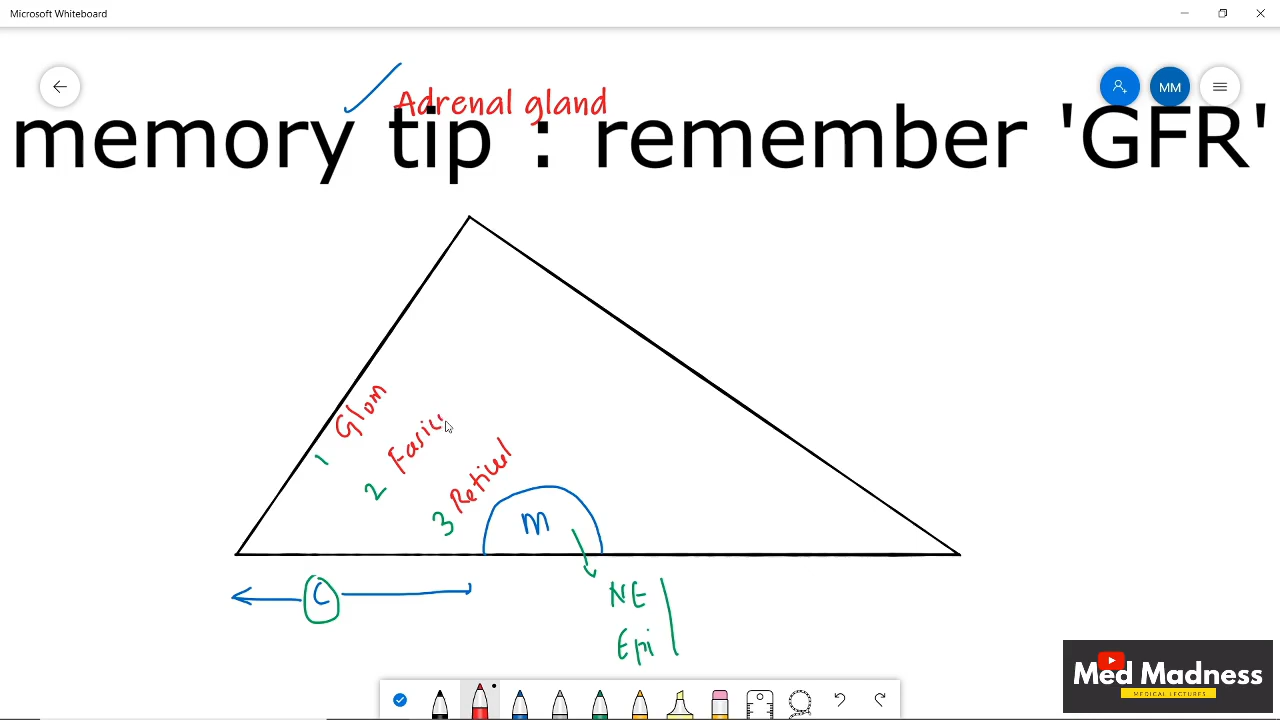 Microsoft Whiteboard
MM
Adrenal gland
memory tip : remember 'GFR'
1 Glom
2 Fasicu
3 Reticul
M
C
NE
Epi
Med Madness
MEDICAL LECTURES